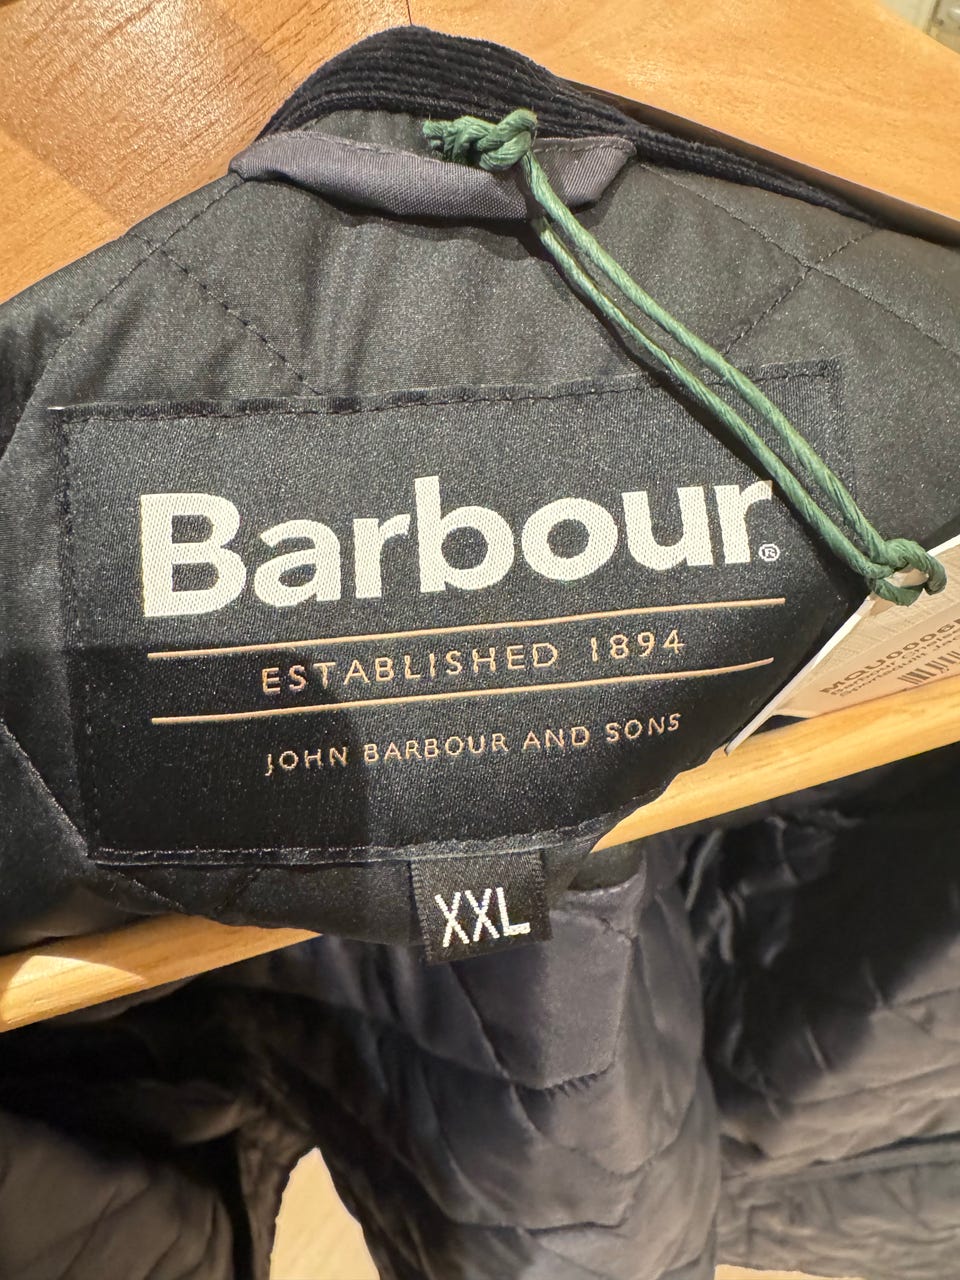 Barbour®
ESTABLISHED 1894
JOHN BARBOUR AND SONS
XXL